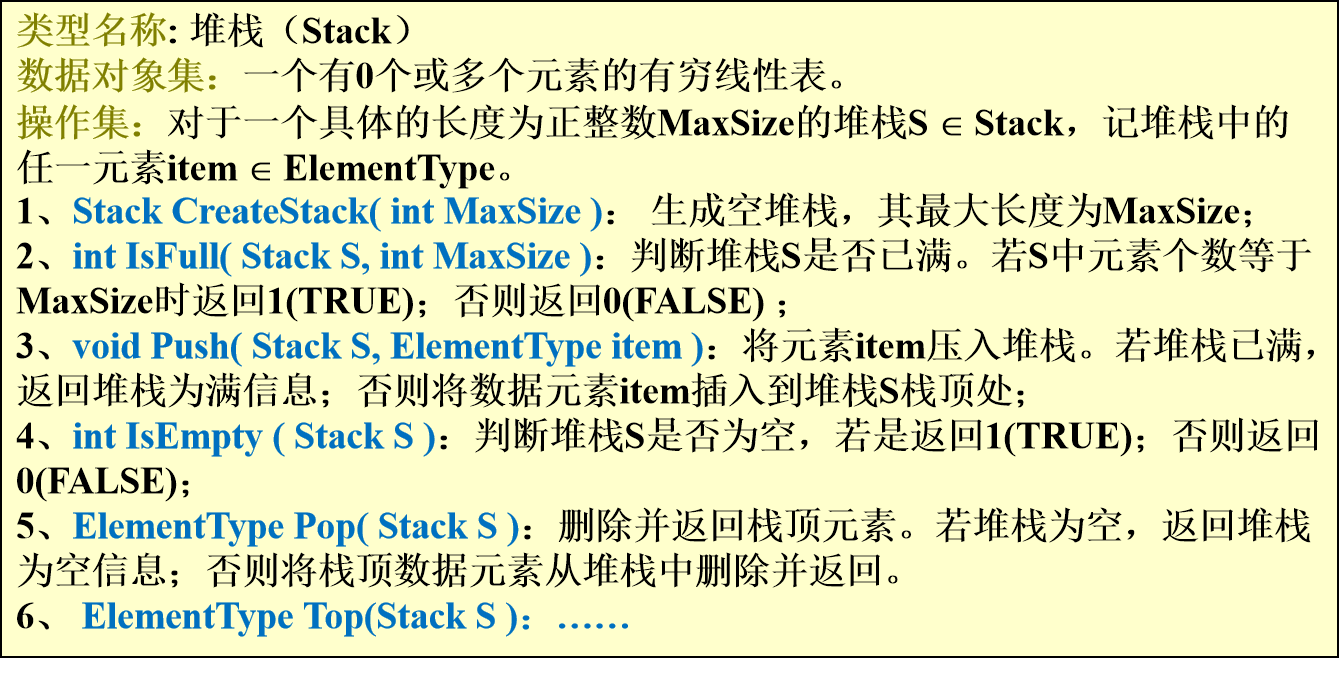 类型名称: 堆栈（Stack）
数据对象集：一个有0个或多个元素的有穷线性表。
操作集：对于一个具体的长度为正整数MaxSize的堆栈S ∈ Stack，记堆栈中的
任一元素item ∈ ElementType。
1、Stack CreateStack( int MaxSize )： 生成空堆栈，其最大长度为MaxSize；
2、int IsFull( Stack S, int MaxSize )：判断堆栈S是否已满。若S中元素个数等于
MaxSize时返回1(TRUE)；否则返回0(FALSE) ；
3、void Push( Stack S, ElementType item )：将元素item压入堆栈。若堆栈已满，
返回堆栈为满信息；否则将数据元素item插入到堆栈S栈顶处；
4、int IsEmpty ( Stack S )：判断堆栈S是否为空，若是返回1(TRUE)；否则返回
0(FALSE)；
5、ElementType Pop( Stack S )：删除并返回栈顶元素。若堆栈为空，返回堆栈
为空信息；否则将栈顶数据元素从堆栈中删除并返回。
6、 ElementType Top(Stack S )：……